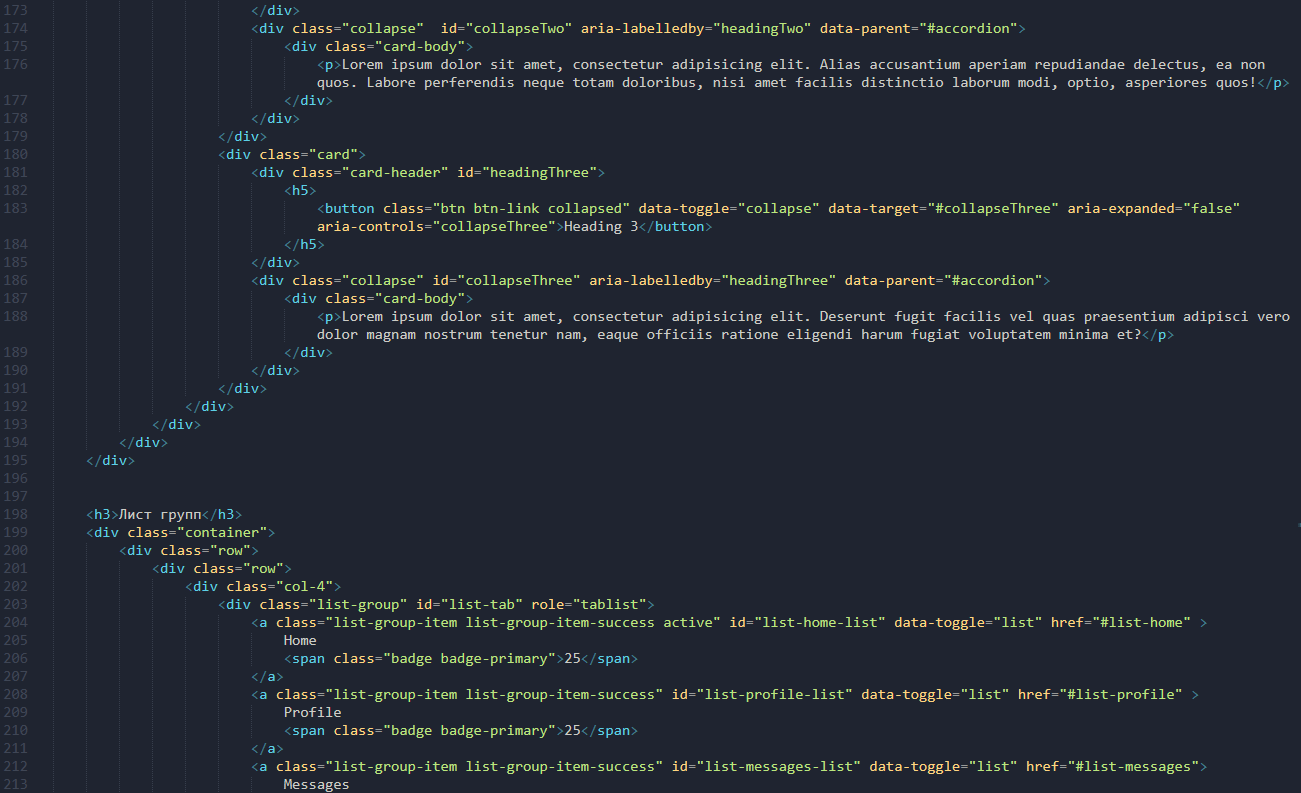 173 </div>
174 <div class="collapse"  id="collapseTwo" aria-labelledby="headingTwo" data-parent="#accordion">
175 <div class="card-body">
176 <p>Lorem ipsum dolor sit amet, consectetur adipisicing elit. Alias accusantium aperiam repudiandae delectus, ea non
quos. Labore perferendis neque totam doloribus, nisi amet facilis distinctio laborum modi, optio, asperiores quos!</p>
177 </div>
178 </div>
179 </div>
180 <div class="card">
181 <div class="card-header" id="headingThree">
182 <h5>
183 <button class="btn btn-link collapsed" data-toggle="collapse" data-target="#collapseThree" aria-expanded="false"
aria-controls="collapseThree">Heading 3</button>
184 </h5>
185 </div>
186 <div class="collapse" id="collapseThree" aria-labelledby="headingThree" data-parent="#accordion">
187 <div class="card-body">
188 <p>Lorem ipsum dolor sit amet, consectetur adipisicing elit. Deserunt fugit facilis vel quas praesentium adipisci vero
dolor magnam nostrum tenetur nam, eaque officiis ratione eligendi harum fugiat voluptatem minima et?</p>
189 </div>
190 </div>
191 </div>
192 </div>
193 </div>
194 </div>
195 </div>
196
197
198 <h3>Лист групп</h3>
199 <div class="container">
200 <div class="row">
201 <div class="row">
202 <div class="col-4">
203 <div class="list-group" id="list-tab" role="tablist">
204 <a class="list-group-item list-group-item-success active" id="list-home-list" data-toggle="list" href="#list-home" >
205 Home
206 <span class="badge badge-primary">25</span>
207 </a>
208 <a class="list-group-item list-group-item-success" id="list-profile-list" data-toggle="list" href="#list-profile" >
209 Profile
210 <span class="badge badge-primary">25</span>
211 </a>
212 <a class="list-group-item list-group-item-success" id="list-messages-list" data-toggle="list" href="#list-messages">
213 Messages